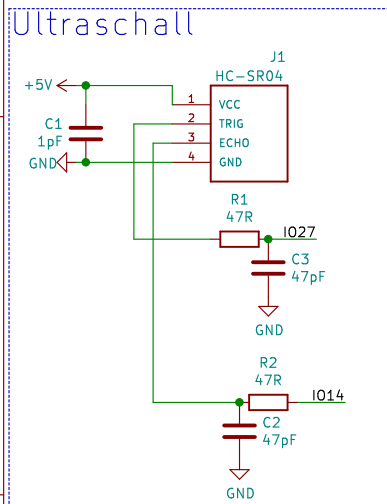 Ultraschall
J1
HC-SR04
+5V
1 VCC
2 TRIG
3 ECHO
4 GND
C1
1pF
GND
R1
47R
IO27
C3
47pF
GND
R2
47R
IO14
C2
47pF
GND